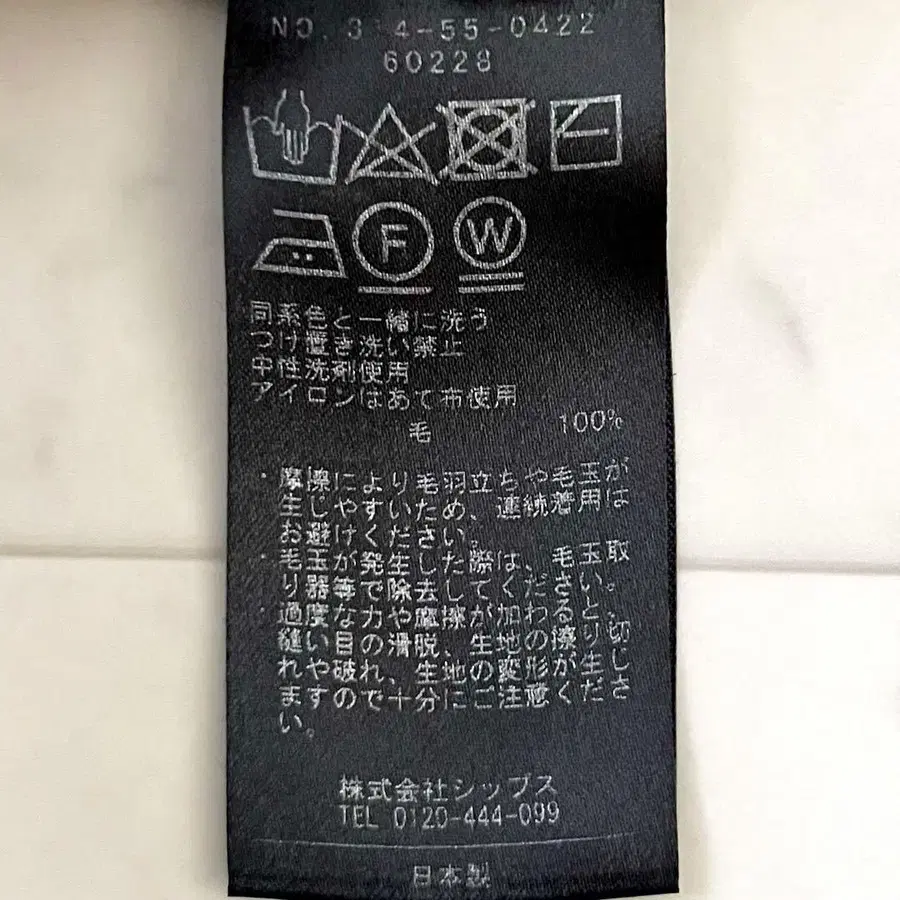 NO. 314-55-0422
60228
F W
同系色と一緒に洗う
つけ置き洗い禁止
中性洗剤使用
アイロンはあて布使用
毛 100%
・摩擦により毛羽立ちや毛玉が
生じやすいため、連続着用は
お避けください。
・毛玉が発生した際は、毛玉取
り器等で除去してください。
・過度な力や摩擦が加わると、
縫い目の滑脱、生地の擦り切
れや破れ、生地の変形が生じ
ますので十分にご注意くださ
い。
株式会社シップス
TEL 0120-444-099
日本製